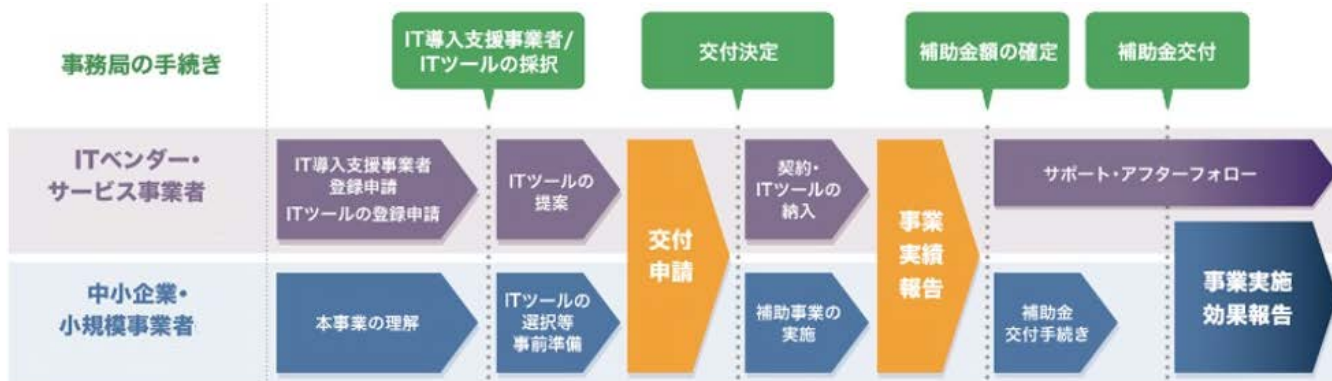 事務局の手続き
IT導入支援事業者/
ITツールの採択
交付決定
補助金額の確定
補助金交付
ITベンダー・
サービス事業者
IT導入支援事業者
登録申請
ITツールの登録申請
ITツールの
提案
交付
申請
契約・
ITツールの
納入
事業
実績
報告
サポート・アフターフォロー
中小企業・
小規模事業者
本事業の理解
ITツールの
選択等
事前準備
補助事業の
実施
補助金
交付手続き
事業実施
効果報告